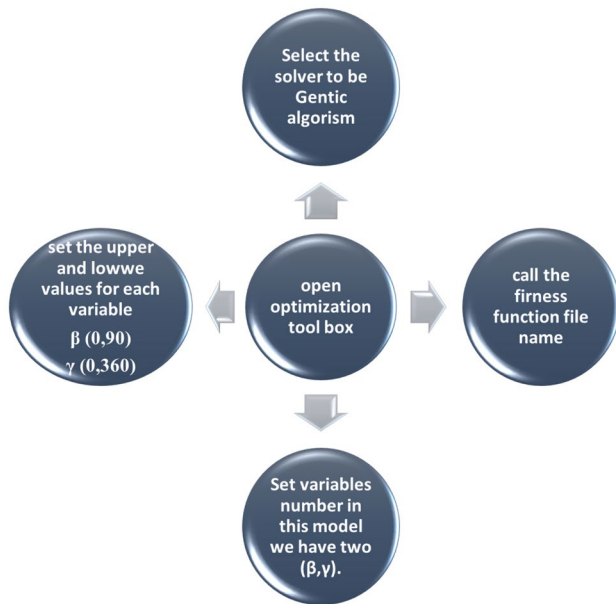 Select the
solver to be
Gentic
algorism
set the upper
and lowwe
values for each
variable
β (0,90)
γ (0,360)
open
optimization
tool box
call the
firness
function file
name
Set variables
number in
this model
we have two
(β,γ).